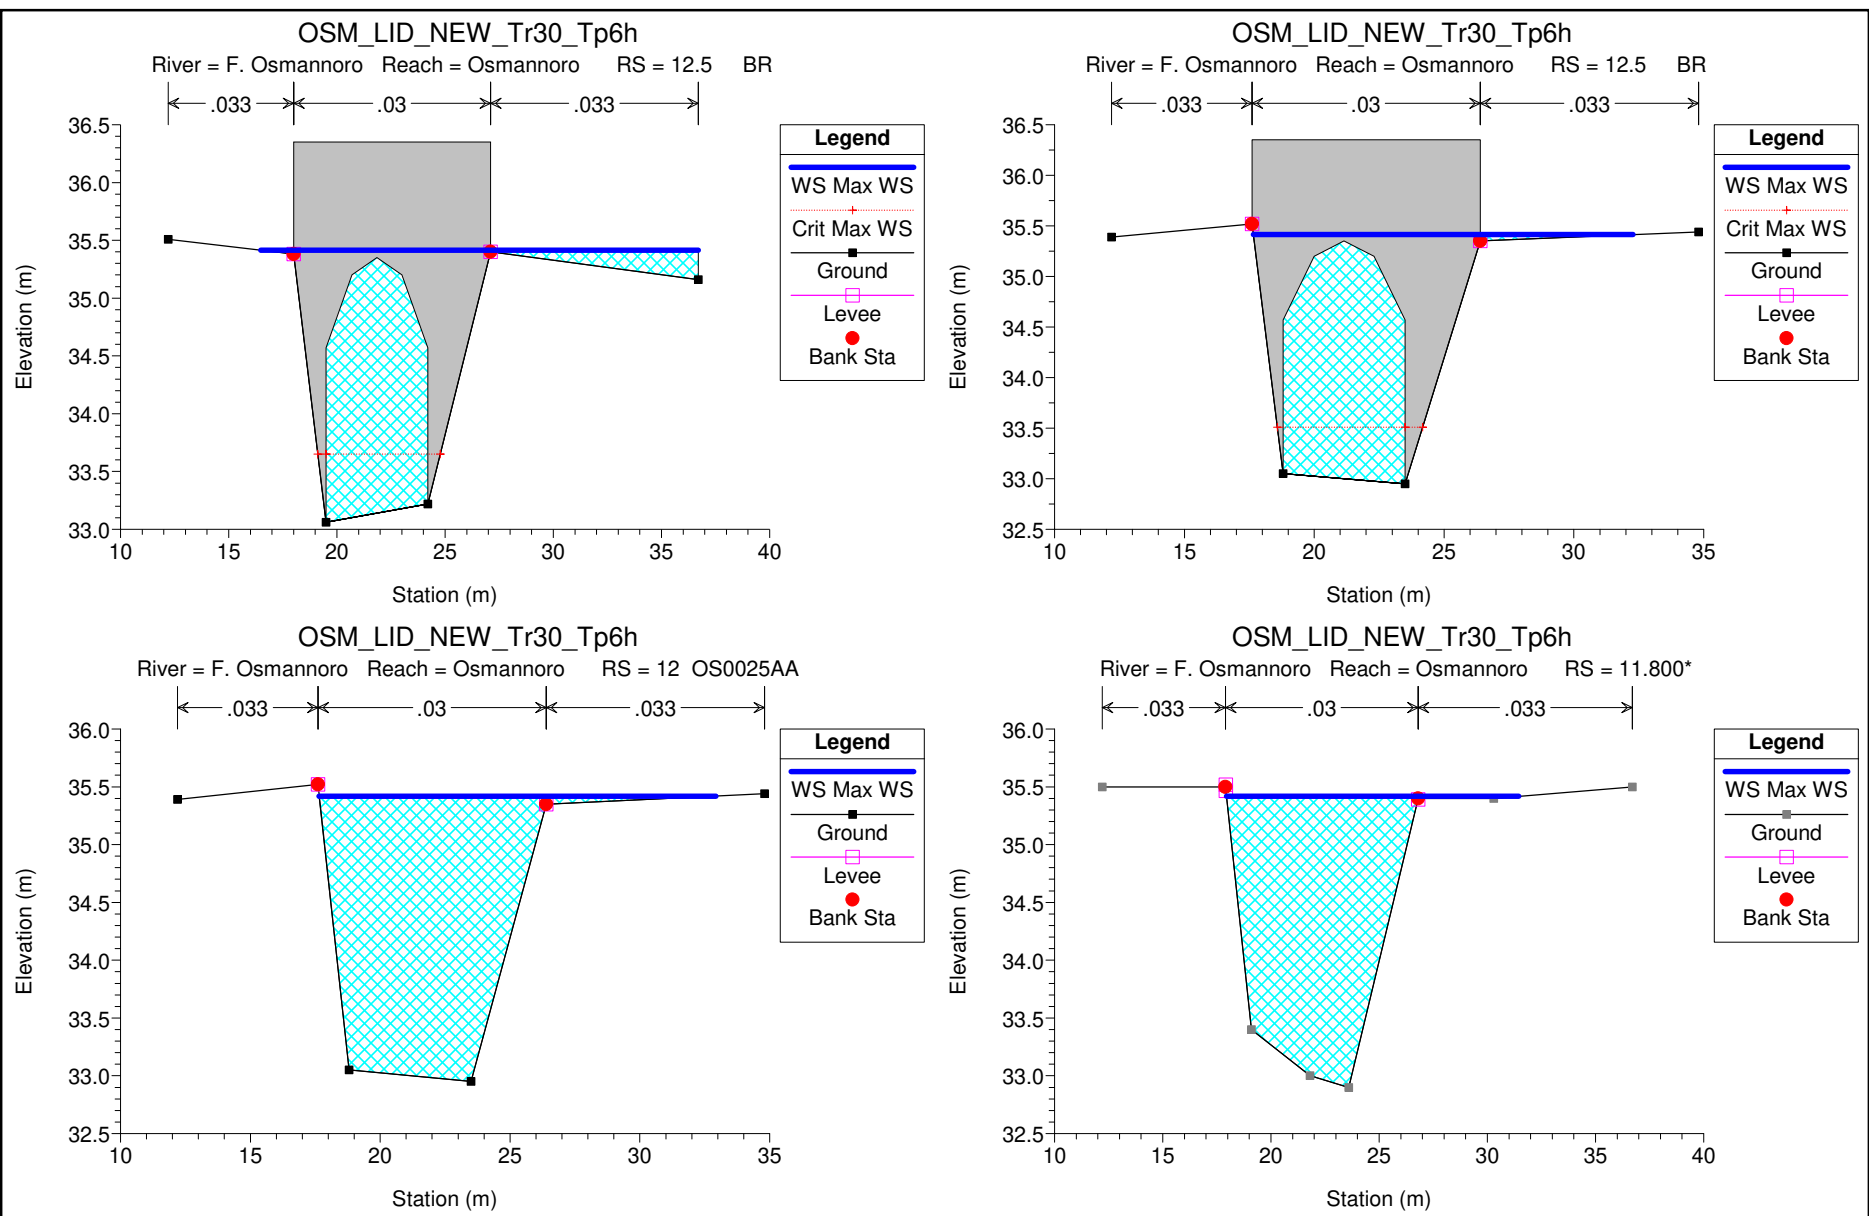 OSM_LID_NEW_Tr30_Tp6h
River = F. Osmannoro Reach = Osmannoro RS = 12.5 BR
.033 .03 .033
36.5
36.0
35.5
35.0
34.5
34.0
33.5
33.0
10 15 20 25 30 35 40
Station (m)
Elevation (m)
Legend
WS Max WS
Crit Max WS
Ground
Levee
Bank Sta
OSM_LID_NEW_Tr30_Tp6h
River = F. Osmannoro Reach = Osmannoro RS = 12.5 BR
.033 .03 .033
36.5
36.0
35.5
35.0
34.5
34.0
33.5
33.0
32.5
10 15 20 25 30 35
Station (m)
Elevation (m)
Legend
WS Max WS
Crit Max WS
Ground
Levee
Bank Sta
OSM_LID_NEW_Tr30_Tp6h
River = F. Osmannoro Reach = Osmannoro RS = 12 OS0025AA
.033 .03 .033
36.0
35.5
35.0
34.5
34.0
33.5
33.0
32.5
10 15 20 25 30 35
Station (m)
Elevation (m)
Legend
WS Max WS
Ground
Levee
Bank Sta
OSM_LID_NEW_Tr30_Tp6h
River = F. Osmannoro Reach = Osmannoro RS = 11.800*
.033 .03 .033
36.0
35.5
35.0
34.5
34.0
33.5
33.0
32.5
10 15 20 25 30 35 40
Station (m)
Elevation (m)
Legend
WS Max WS
Ground
Levee
Bank Sta